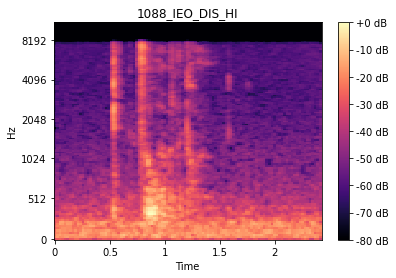 1088_IEO_DIS_HI
Hz
8192
4096
2048
1024
512
0
0
0.5
1
1.5
2
Time
+0 dB
-10 dB
-20 dB
-30 dB
-40 dB
-50 dB
-60 dB
-70 dB
-80 dB